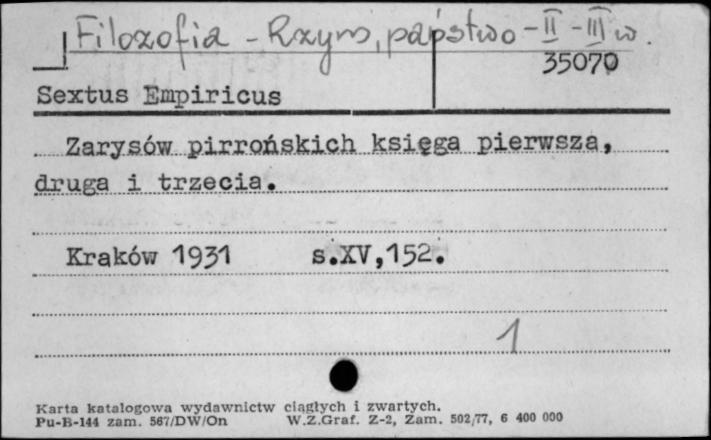 Filozofia - Rzym, państwo - II - III w.
35070
Sextus Empiricus
Zarysów pirrońskich księga pierwsza,
druga i trzecia.
Kraków 1931 s.XV,152.
1
Karta katalogowa wydawnictw ciągłych i zwartych.
Pu-B-144 zam. 567/DW/On W.Z.Graf. Z-2, Zam. 502/77, 6 400 000